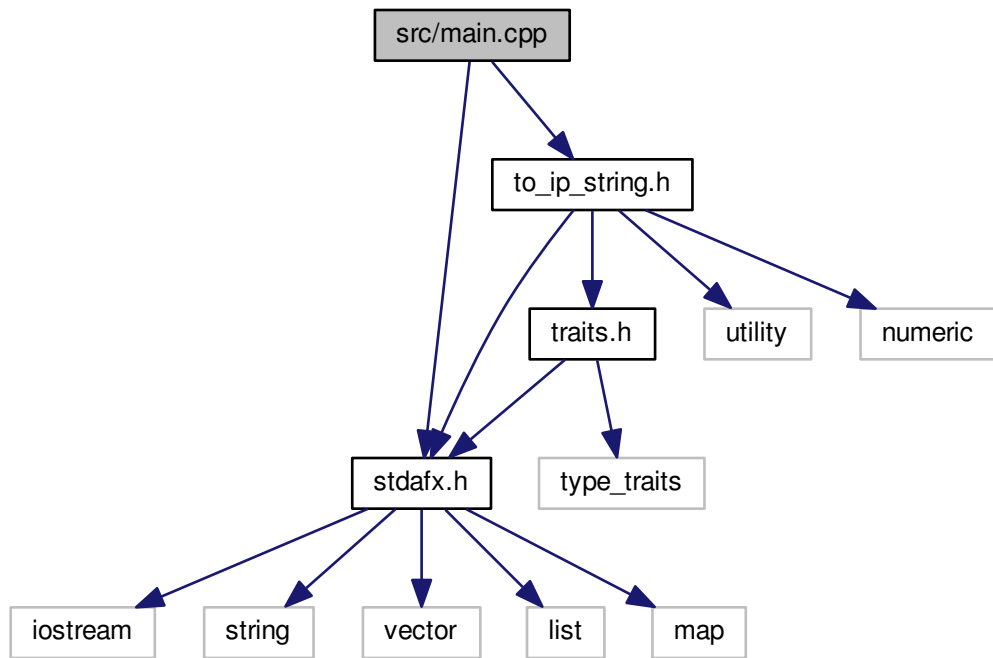 src/main.cpp
to_ip_string.h
traits.h
utility
numeric
stdafx.h
type_traits
iostream
string
vector
list
map